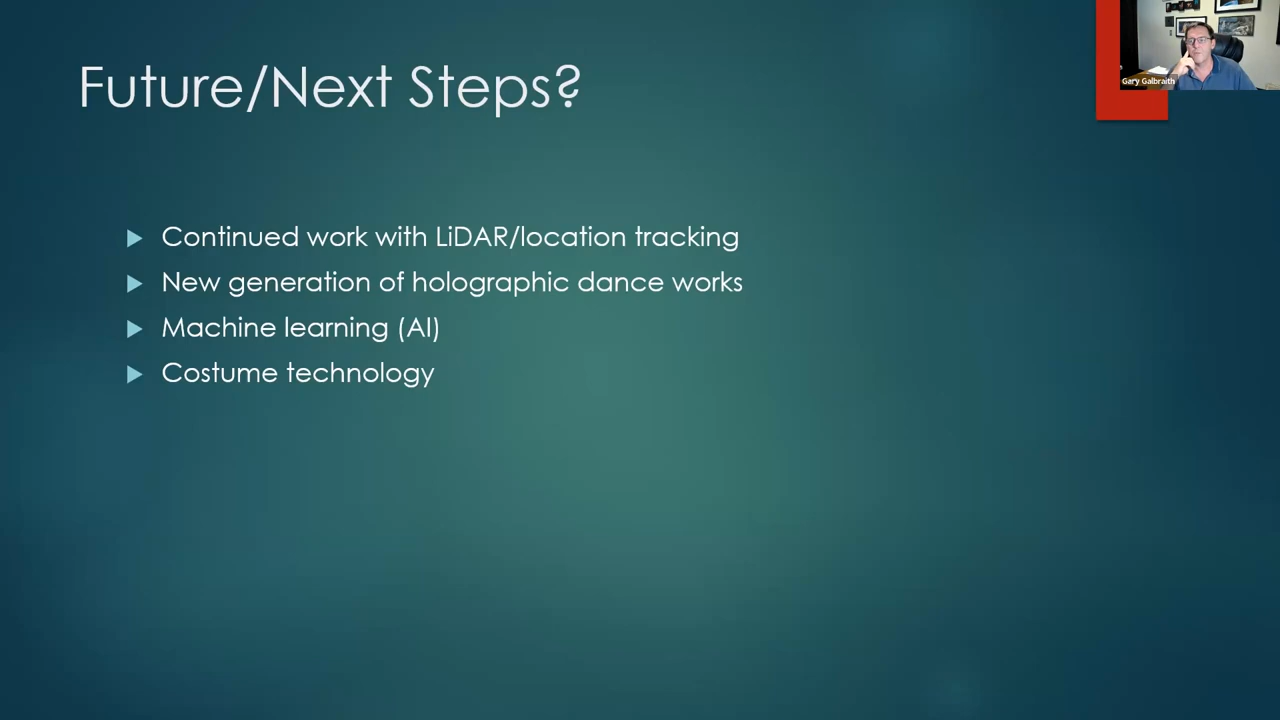 Future/Next Steps?
Gary Galbraith
Continued work with LiDAR/location tracking
New generation of holographic dance works
Machine learning (AI)
Costume technology